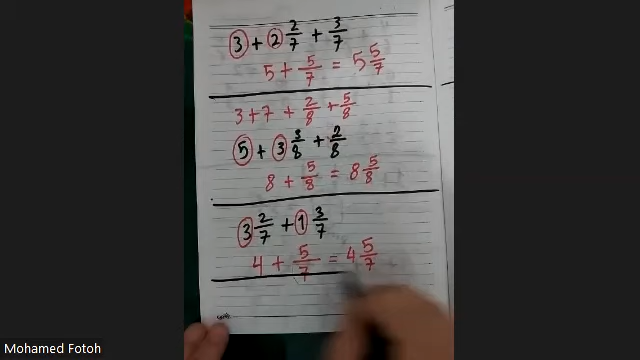 3 + 2 2/7 + 3/7
5 + 5/7 = 5 5/7
3 + 7 + 2/8 + 5/8
5 + 3 3/8 + 2/8
8 + 5/8 = 8 5/8
3 2/7 + 1 3/7
4 + 5/7 = 4 5/7
Mohamed Fotoh